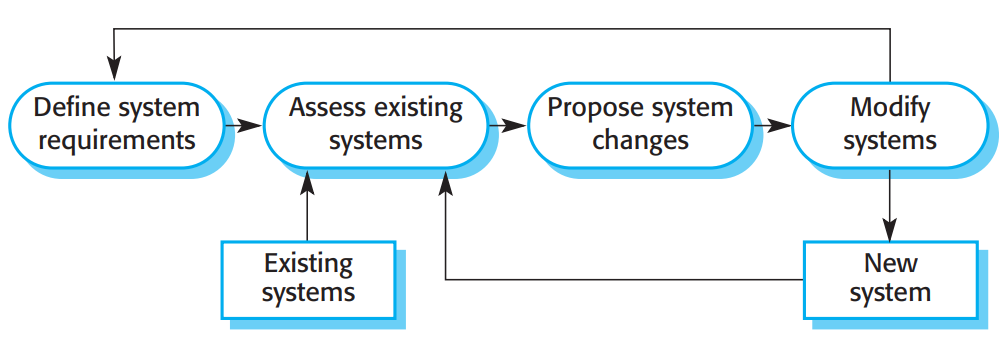 Define system
requirements
Assess existing
systems
Propose system
changes
Modify
systems
Existing
systems
New
system